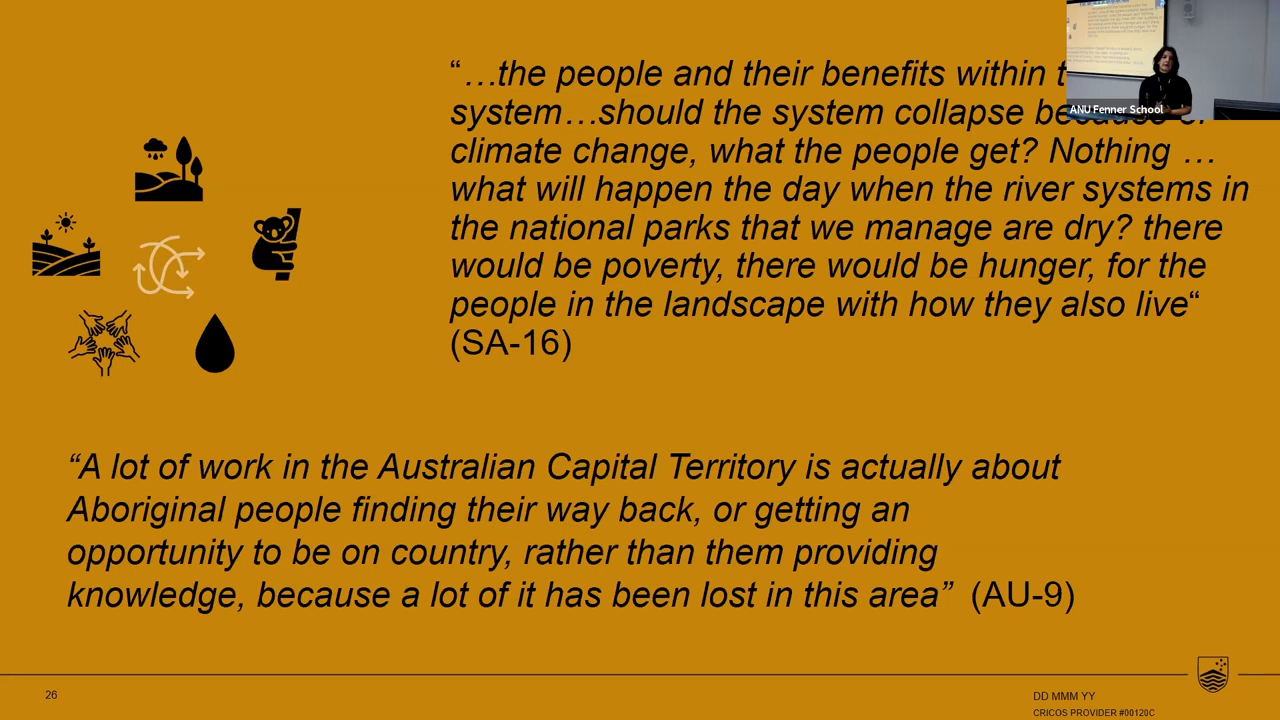 “…the people and their benefits within
system…should the system collapse
climate change, what the people get? Nothing …
what will happen the day when the river systems in
the national parks that we manage are dry? there
would be poverty, there would be hunger, for the
people in the landscape with how they also live“
(SA-16)
“A lot of work in the Australian Capital Territory is actually about
Aboriginal people finding their way back, or getting an
opportunity to be on country, rather than them providing
knowledge, because a lot of it has been lost in this area” (AU-9)
26
DD MMM YY
CRICOS PROVIDER #00120C
ANU Fenner School